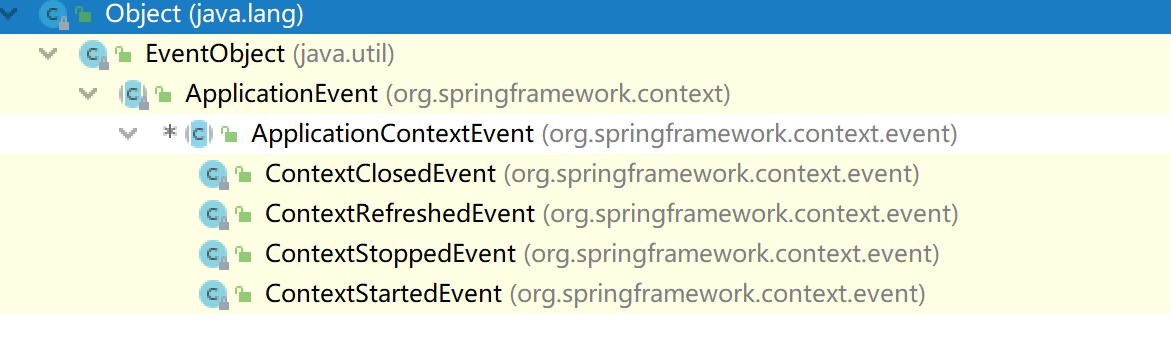 Object (java.lang)
EventObject (java.util)
ApplicationEvent (org.springframework.context)
* ApplicationContextEvent (org.springframework.context.event)
ContextClosedEvent (org.springframework.context.event)
ContextRefreshedEvent (org.springframework.context.event)
ContextStoppedEvent (org.springframework.context.event)
ContextStartedEvent (org.springframework.context.event)